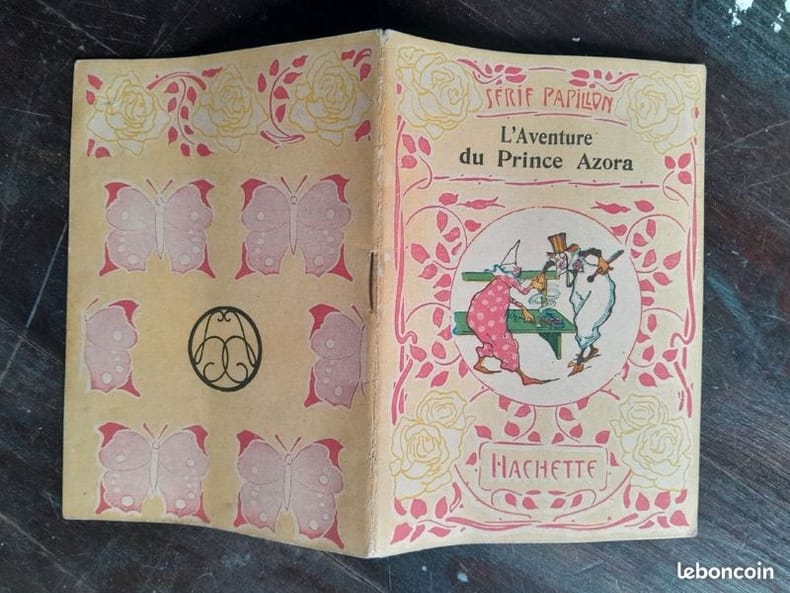 SÉRIE PAPILLON
L'Aventure
du Prince Azora
HACHETTE
leboncoin